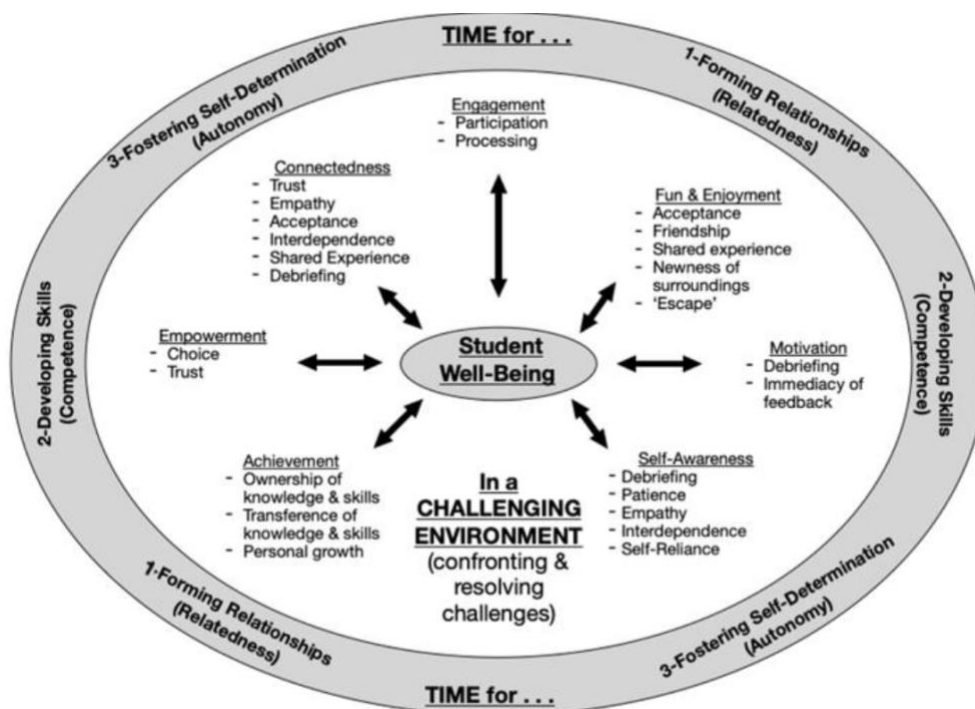 TIME for . . .
3-Fostering Self-Determination
(Autonomy)
1-Forming Relationships
(Relatedness)
Engagement
- Participation
- Processing
Connectedness
- Trust
- Empathy
- Acceptance
- Interdependence
- Shared Experience
- Debriefing
Fun & Enjoyment
- Acceptance
- Friendship
- Shared experience
- Newness of
surroundings
- 'Escape'
2-Developing Skills
(Competence)
Empowerment
- Choice
- Trust
Student
Well-Being
Motivation
- Debriefing
- Immediacy of
feedback
2-Developing Skills
(Competence)
Achievement
- Ownership of
knowledge & skills
- Transference of
knowledge & skills
- Personal growth
In a
CHALLENGING
ENVIRONMENT
(confronting &
resolving
challenges)
Self-Awareness
- Debriefing
- Patience
- Empathy
- Interdependence
- Self-Reliance
1-Forming Relationships
(Relatedness)
3-Fostering Self-Determination
(Autonomy)
TIME for . . .